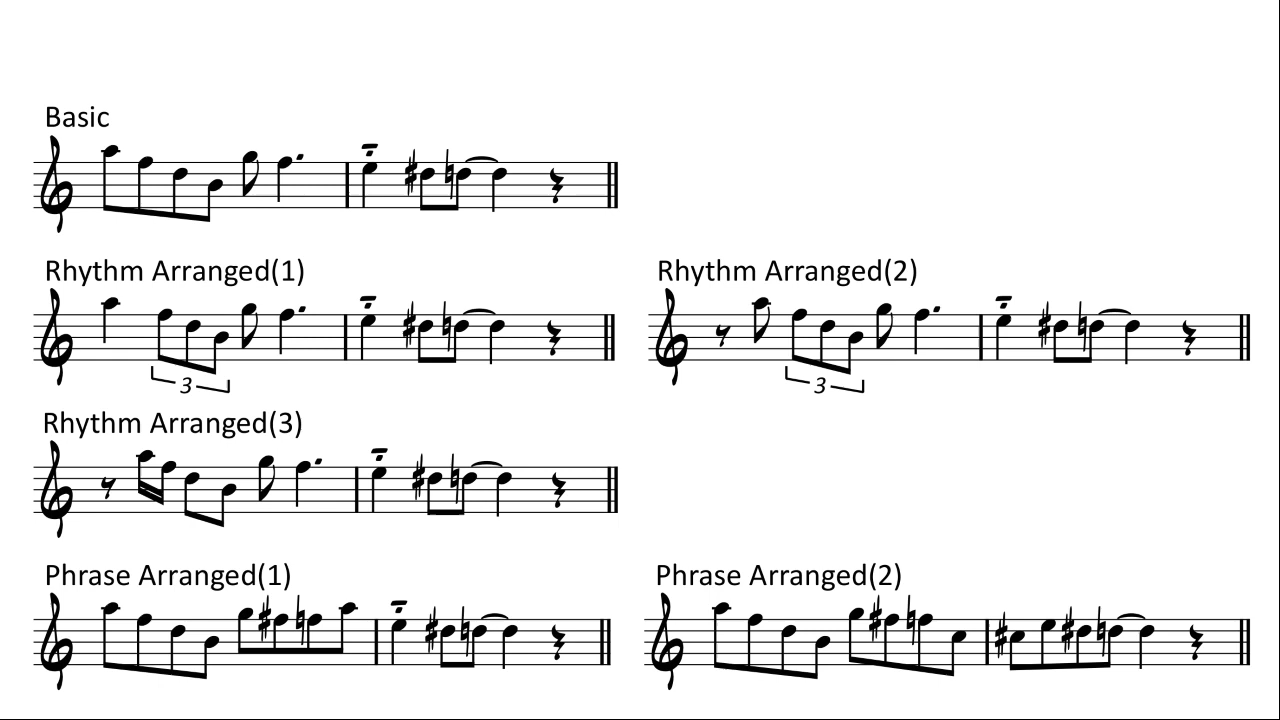 Basic
Rhythm Arranged(1)
Rhythm Arranged(2)
3
3
Rhythm Arranged(3)
Phrase Arranged(1)
Phrase Arranged(2)